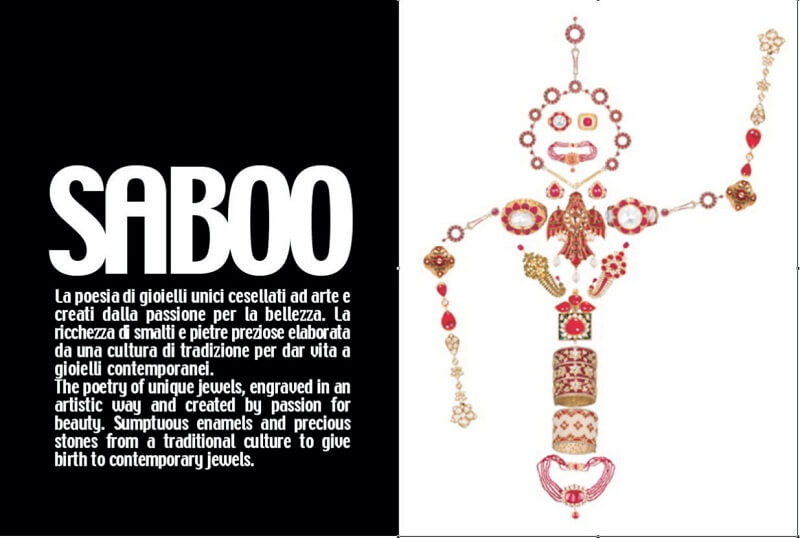 SABOO
La poesia di gioielli unici cesellati ad arte e
creati dalla passione per la bellezza. La
ricchezza di smalti e pietre preziose elaborata
da una cultura di tradizione per dar vita a
gioielli contemporanei.
The poetry of unique jewels, engraved in an
artistic way and created by passion for
beauty. Sumptuous enamels and precious
stones from a traditional culture to give
birth to contemporary jewels.